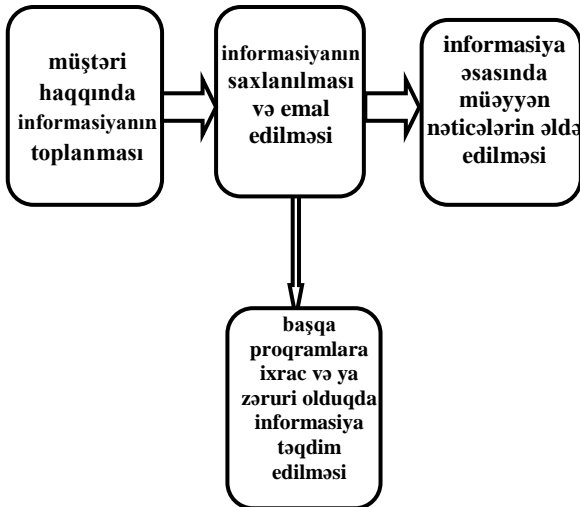 müştəri
haqqında
informasiyanın
toplanması
informasiyanın
saxlanılması
və emal
edilməsi
informasiya
əsasında
müəyyən
nəticələrin əldə
edilməsi
başqa
proqramlara
ixrac və ya
zəruri olduqda
informasiya
təqdim
edilməsi